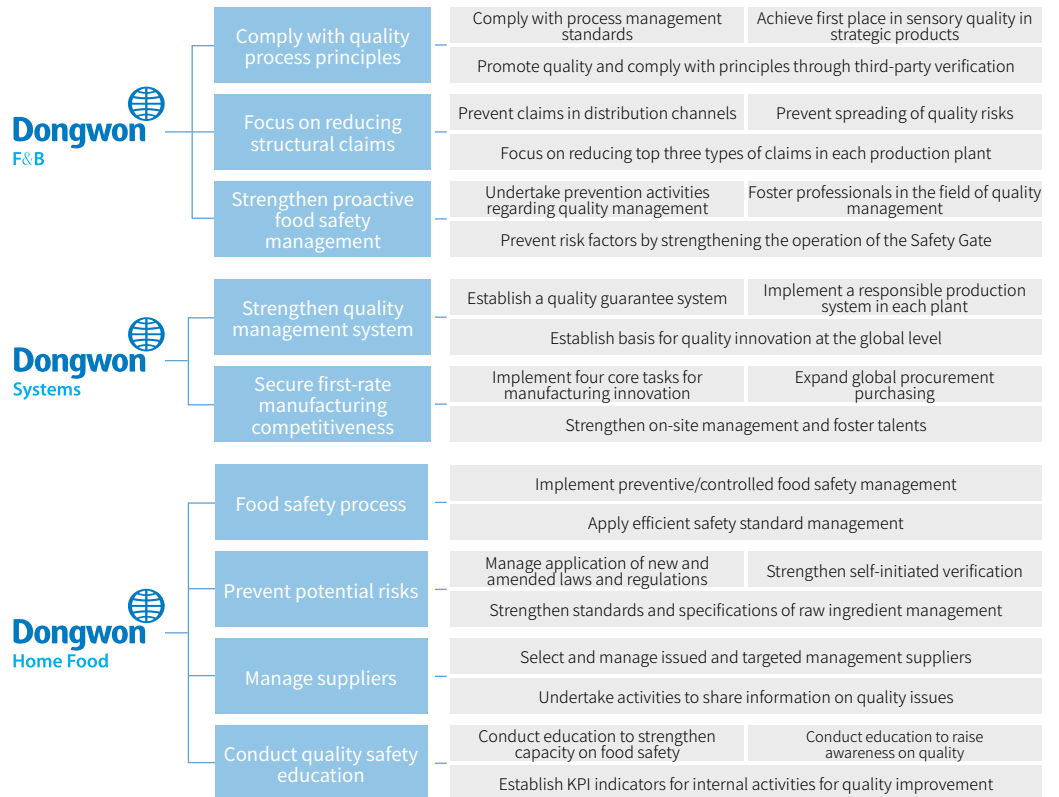 Dongwon
F&B
Comply with quality
process principles
Comply with process management
standards
Achieve first place in sensory quality in
strategic products
Promote quality and comply with principles through third-party verification
Focus on reducing
structural claims
Prevent claims in distribution channels
Prevent spreading of quality risks
Focus on reducing top three types of claims in each production plant
Strengthen proactive
food safety
management
Undertake prevention activities
regarding quality management
Foster professionals in the field of quality
management
Prevent risk factors by strengthening the operation of the Safety Gate
Dongwon
Systems
Strengthen quality
management system
Establish a quality guarantee system
Implement a responsible production
system in each plant
Establish basis for quality innovation at the global level
Secure first-rate
manufacturing
competitiveness
Implement four core tasks for
manufacturing innovation
Expand global procurement
purchasing
Strengthen on-site management and foster talents
Dongwon
Home Food
Food safety process
Implement preventive/controlled food safety management
Apply efficient safety standard management
Prevent potential risks
Manage application of new and
amended laws and regulations
Strengthen self-initiated verification
Strengthen standards and specifications of raw ingredient management
Manage suppliers
Select and manage issued and targeted management suppliers
Undertake activities to share information on quality issues
Conduct quality safety
education
Conduct education to strengthen
capacity on food safety
Conduct education to raise
awareness on quality
Establish KPI indicators for internal activities for quality improvement